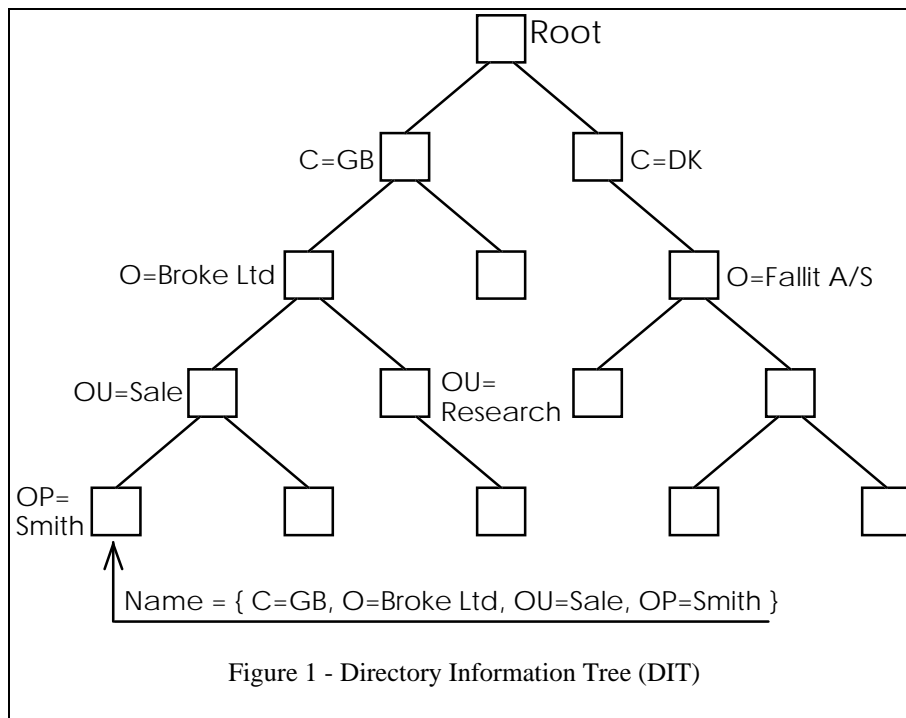 Root
C=GB
C=DK
O=Broke Ltd
O=Fallit A/S
OU=Sale
OU=
Research
OP=
Smith
Name = { C=GB, O=Broke Ltd, OU=Sale, OP=Smith }
Figure 1 - Directory Information Tree (DIT)